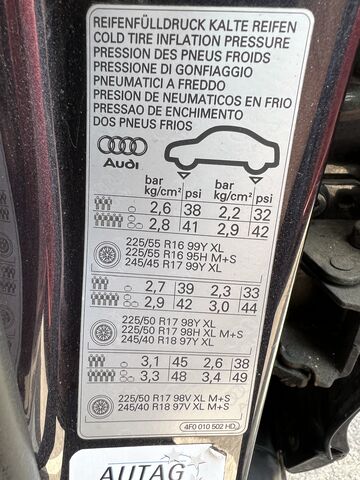 REIFENFÜLLDRUCK KALTE REIFEN
COLD TIRE INFLATION PRESSURE
PRESSION DES PNEUS FROIDS
PRESSIONE DI GONFIAGGIO
PNEUMATICI A FREDDO
PRESION DE NEUMATICOS EN FRIO
PRESSAO DE ENCHIMENTO
DOS PNEUS FRIOS
Audi
bar kg/cm² psi bar kg/cm² psi
2,6 38 2,2 32
2,8 41 2,9 42
225/55 R16 99Y XL
225/55 R16 95H M+S
245/45 R17 99Y XL
2,7 39 2,3 33
2,9 42 3,0 44
225/50 R17 98Y XL
225/50 R17 98H XL M+S
245/40 R18 97Y XL
3,1 45 2,6 38
3,3 48 3,4 49
225/50 R17 98V XL M+S
245/40 R18 97V XL M+S
4F0 010 502 HD
AUTAG